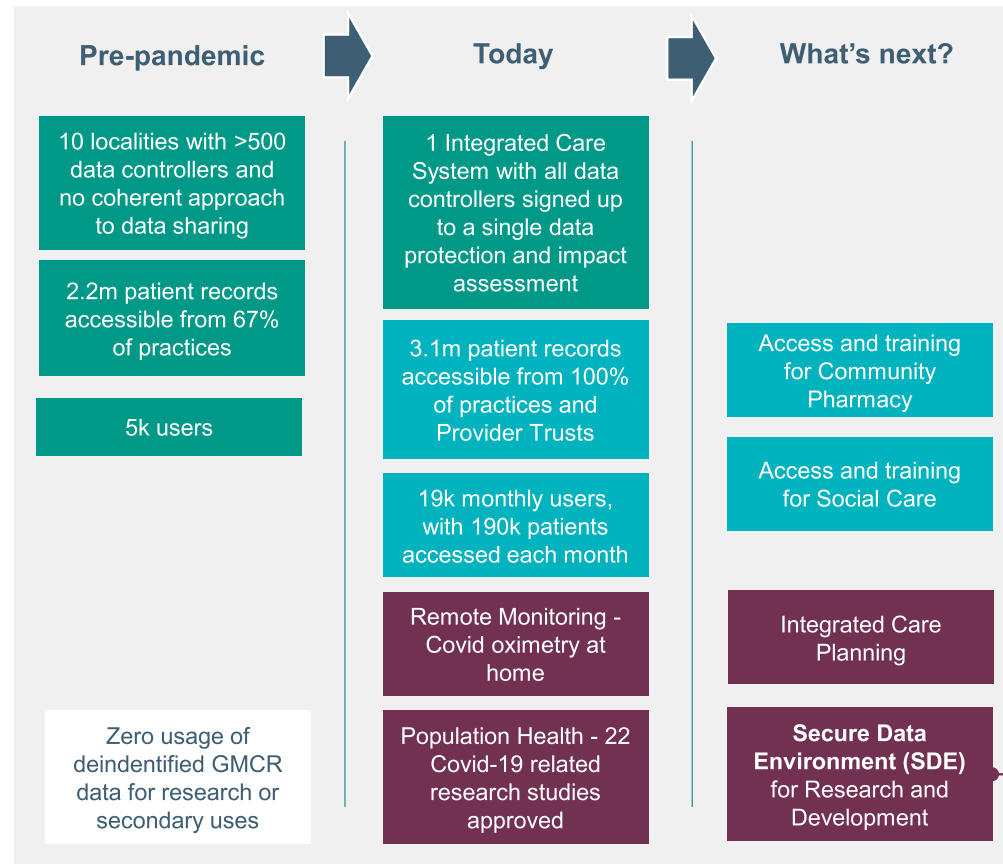 Pre-pandemic
Today
What's next?
10 localities with >500
data controllers and
no coherent approach
to data sharing
2.2m patient records
accessible from 67%
of practices
5k users
Zero usage of
deindentified GMCR
data for research or
secondary uses
1 Integrated Care
System with all data
controllers signed up
to a single data
protection and impact
assessment
3.1m patient records
accessible from 100%
of practices and
Provider Trusts
19k monthly users,
with 190k patients
accessed each month
Remote Monitoring -
Covid oximetry at
home
Population Health - 22
Covid-19 related
research studies
approved
Access and training
for Community
Pharmacy
Access and training
for Social Care
Integrated Care
Planning
Secure Data
Environment (SDE)
for Research and
Development